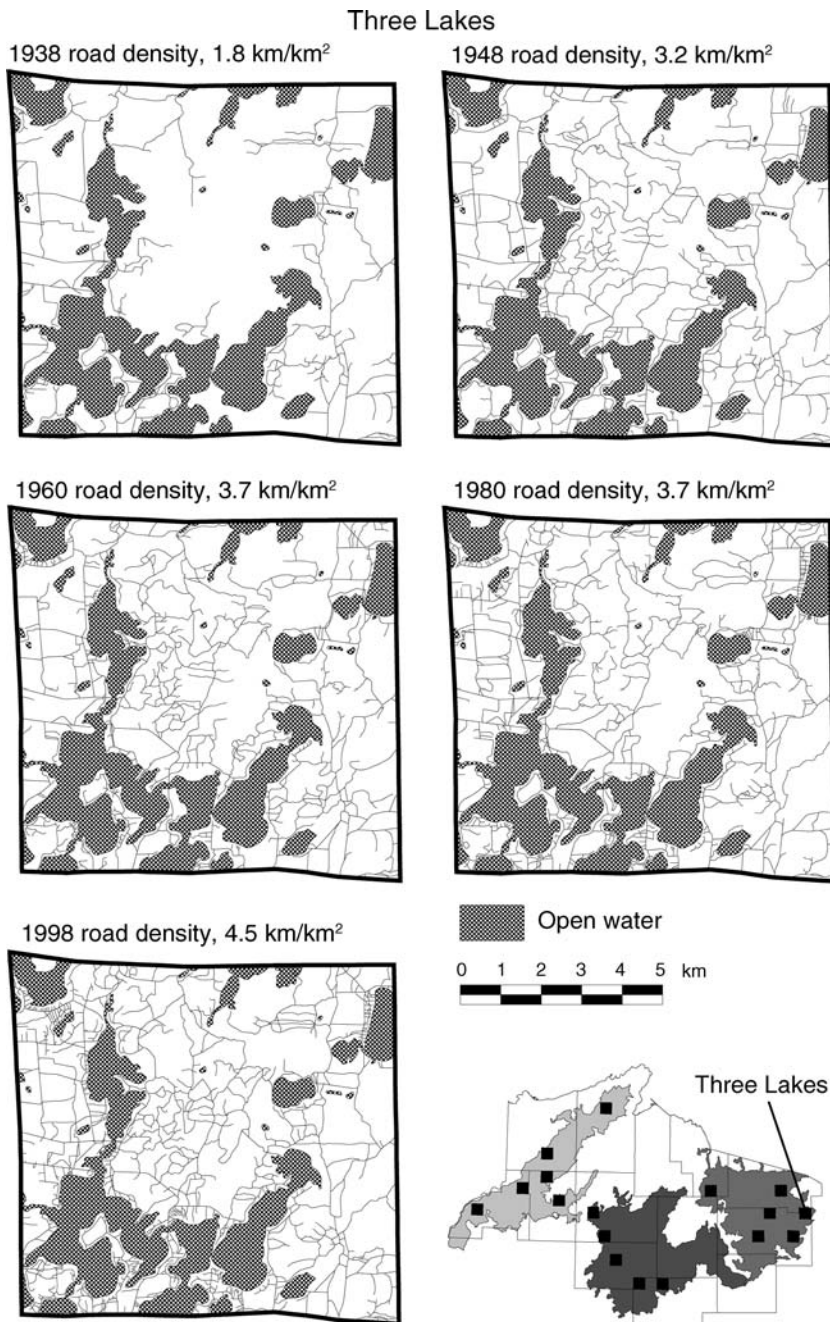 Three Lakes
1938 road density, 1.8 km/km²
1948 road density, 3.2 km/km²
1960 road density, 3.7 km/km²
1980 road density, 3.7 km/km²
1998 road density, 4.5 km/km²
Open water
0 1 2 3 4 5 km
Three Lakes